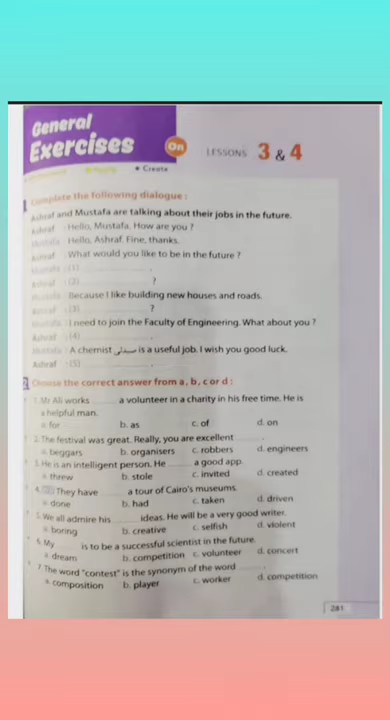 General
Exercises On LESSONS 3 & 4
• Create
1 Complete the following dialogue :
Ashraf and Mustafa are talking about their jobs in the future.
Ashraf : Hello, Mustafa. How are you ?
Mustafa : Hello, Ashraf. Fine, thanks.
Ashraf : What would you like to be in the future ?
Mustafa : (1) .
Ashraf : (2) ?
Mustafa : Because I like building new houses and roads.
Ashraf : (3) ?
Mustafa : I need to join the Faculty of Engineering. What about you ?
Ashraf : (4) .
Mustafa : A chemist صيدلي is a useful job. I wish you good luck.
Ashraf : (5) .
2 Choose the correct answer from a, b, c or d :
1. Mr Ali works a volunteer in a charity in his free time. He is
a helpful man.
a. for b. as c. of d. on
2. The festival was great. Really, you are excellent .
a. beggars b. organisers c. robbers d. engineers
3. He is an intelligent person. He a good app.
a. threw b. stole c. invited d. created
4. They have a tour of Cairo's museums.
a. done b. had c. taken d. driven
5. We all admire his ideas. He will be a very good writer.
a. boring b. creative c. selfish d. violent
6. My is to be a successful scientist in the future.
a. dream b. competition c. volunteer d. concert
7. The word "contest" is the synonym of the word .
a. composition b. player c. worker d. competition
281